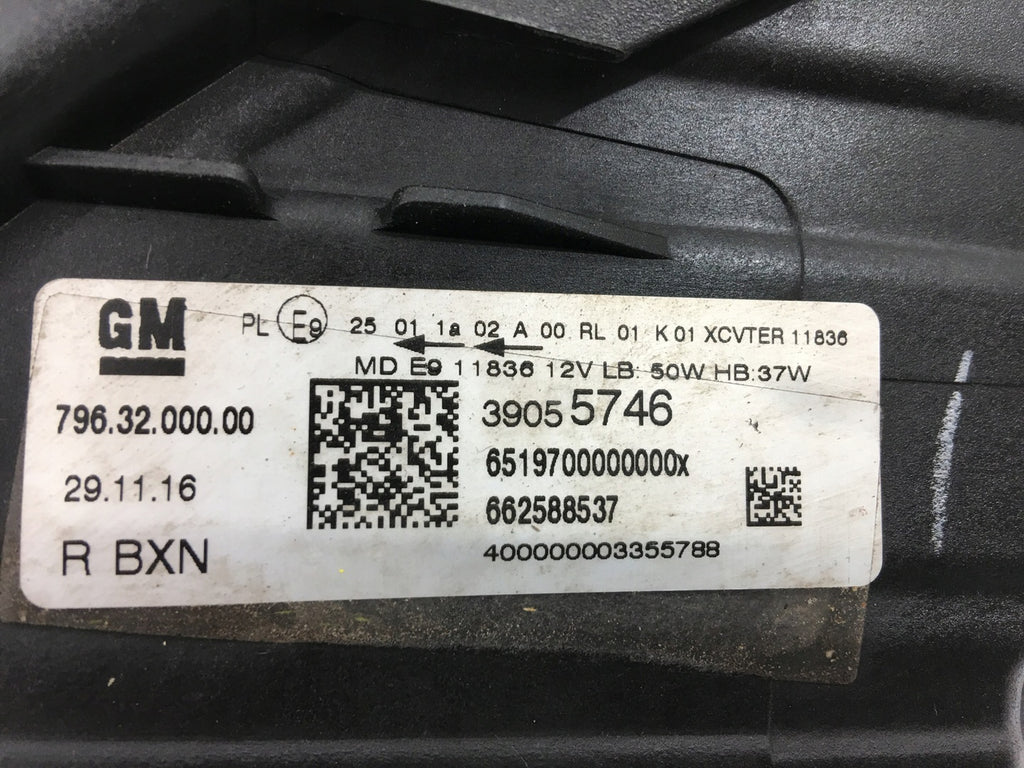 GM
PL E9 25 01 1a 02 A 00 RL 01 K 01 XCVTER 11836
MD E9 11836 12V LB: 50W HB:37W
796.32.000.00
39055746
6519700000000x
29.11.16
662588537
R BXN
400000003355788